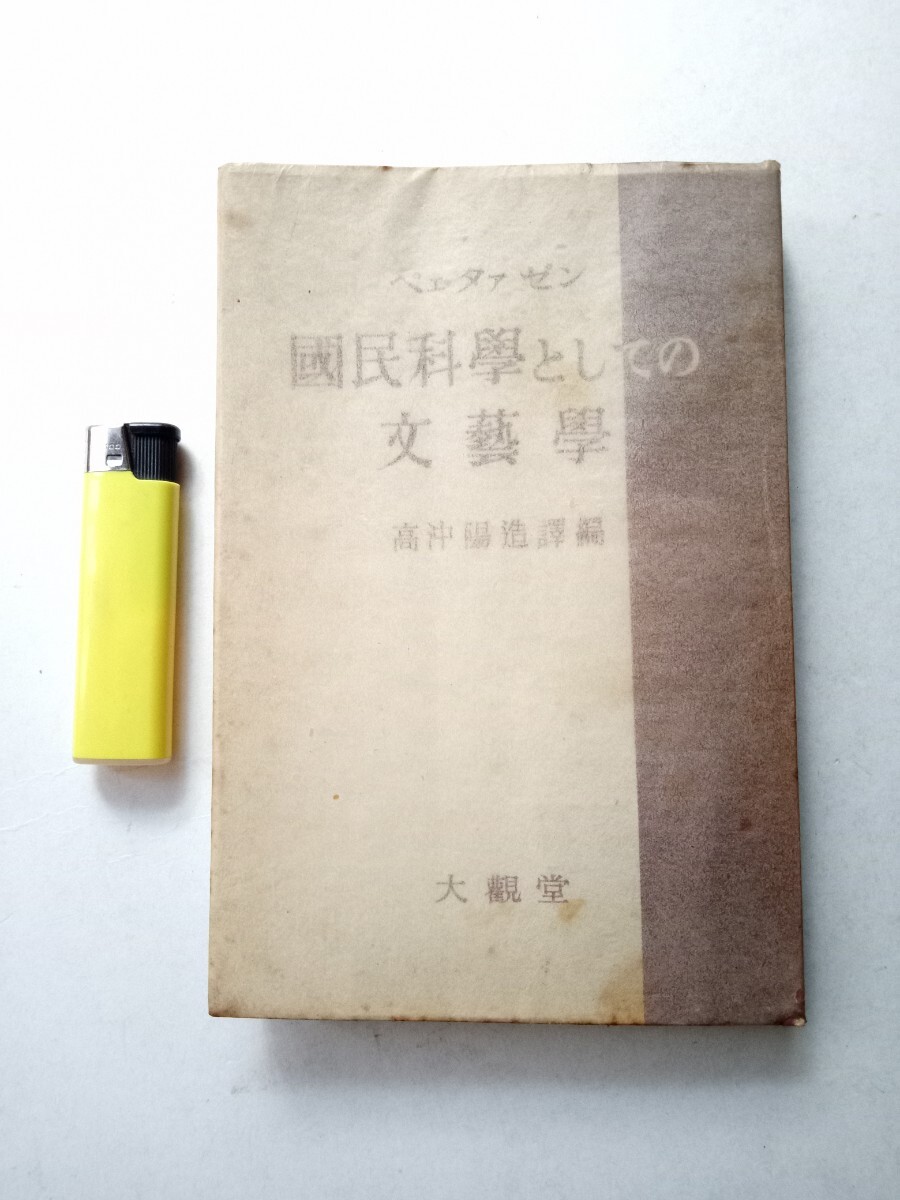 ペェタァゼン
國民科學としての
文藝學
高沖陽造譯編
大觀堂